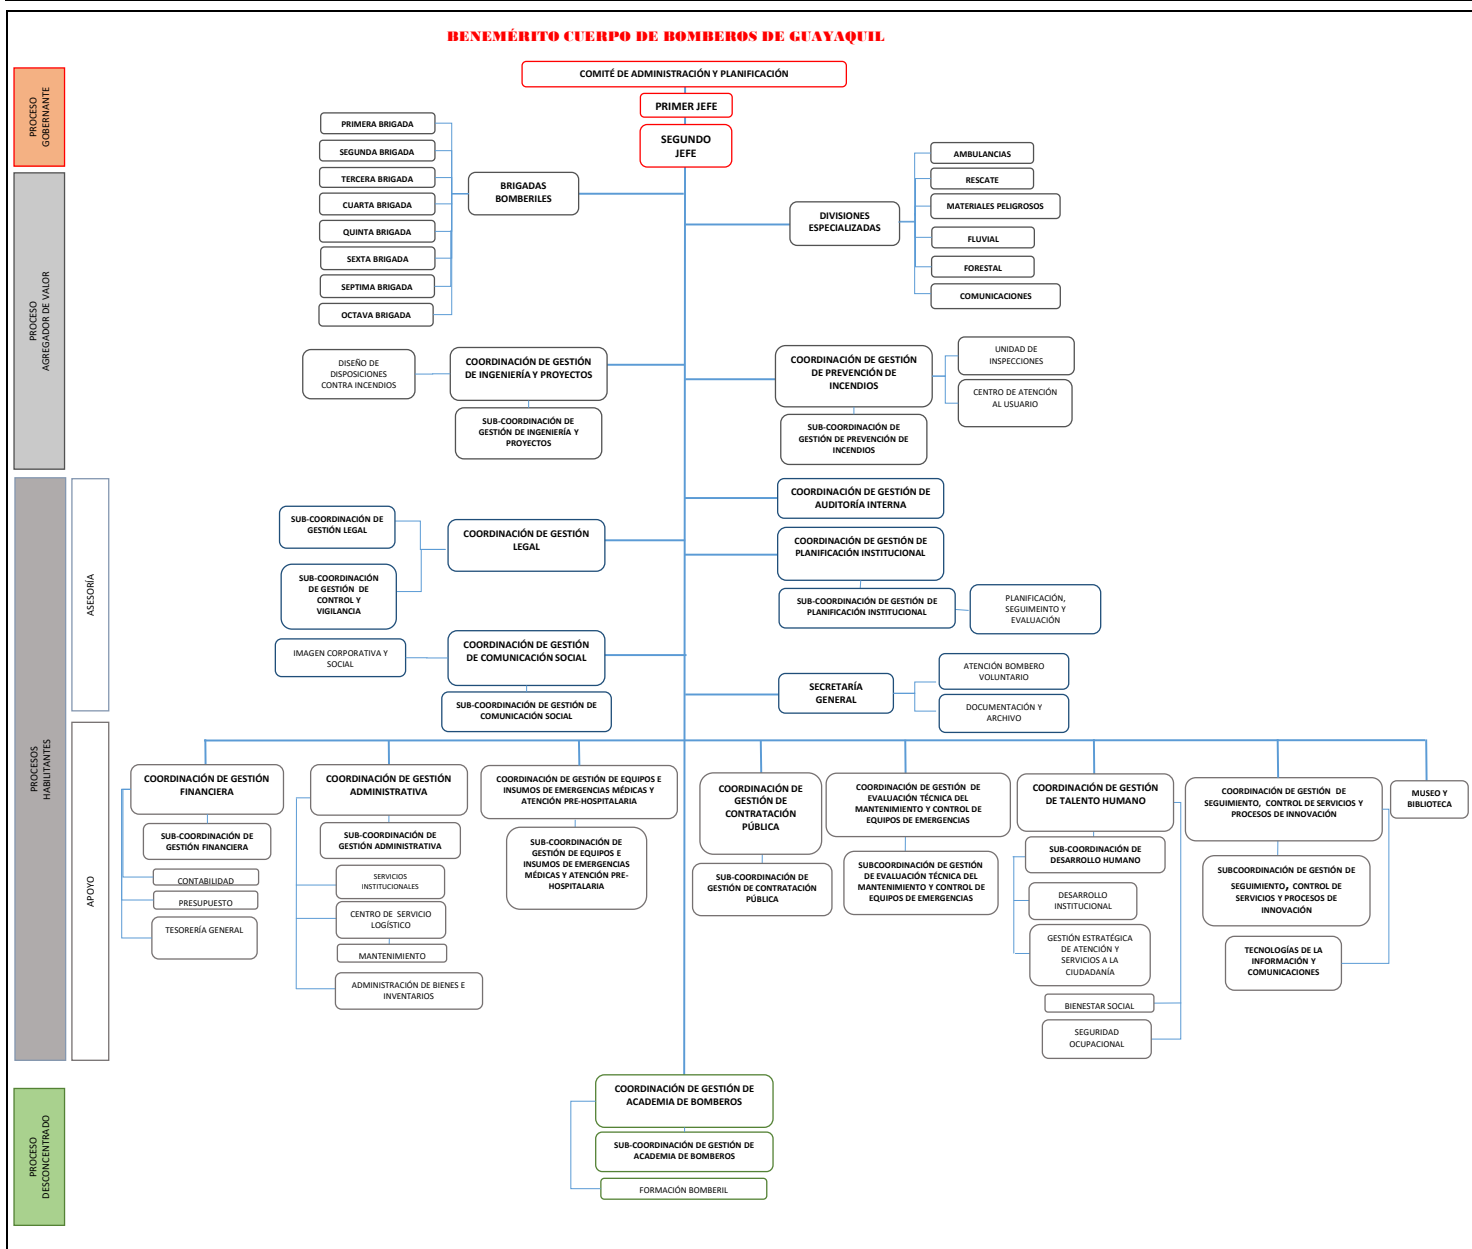 BENEMÉRITO CUERPO DE BOMBEROS DE GUAYAQUIL
PROCESO
GOBERNANTE
COMITÉ DE ADMINISTRACIÓN Y PLANIFICACIÓN
PRIMER JEFE
SEGUNDO
JEFE
PROCESO
AGREGADOR DE VALOR
BRIGADAS
BOMBERILES
PRIMERA BRIGADA
SEGUNDA BRIGADA
TERCERA BRIGADA
CUARTA BRIGADA
QUINTA BRIGADA
SEXTA BRIGADA
SEPTIMA BRIGADA
OCTAVA BRIGADA
DIVISIONES
ESPECIALIZADAS
AMBULANCIAS
RESCATE
MATERIALES PELIGROSOS
FLUVIAL
FORESTAL
COMUNICACIONES
DISEÑO DE
DISPOSICIONES
CONTRA INCENDIOS
COORDINACIÓN DE GESTIÓN
DE INGENIERÍA Y PROYECTOS
SUB-COORDINACIÓN DE
GESTIÓN DE INGENIERÍA Y
PROYECTOS
COORDINACIÓN DE GESTIÓN
DE PREVENCIÓN DE
INCENDIOS
SUB-COORDINACIÓN DE
GESTIÓN DE PREVENCIÓN DE
INCENDIOS
UNIDAD DE
INSPECCIONES
CENTRO DE ATENCIÓN
AL USUARIO
PROCESOS
HABILITANTES
ASESORÍA
SUB-COORDINACIÓN DE
GESTIÓN LEGAL
SUB-COORDINACIÓN
DE GESTIÓN DE
CONTROL Y
VIGILANCIA
COORDINACIÓN DE GESTIÓN
LEGAL
COORDINACIÓN DE GESTIÓN DE
AUDITORÍA INTERNA
COORDINACIÓN DE GESTIÓN DE
PLANIFICACIÓN INSTITUCIONAL
SUB-COORDINACIÓN DE GESTIÓN DE
PLANIFICACIÓN INSTITUCIONAL
PLANIFICACIÓN,
SEGUIMEINTO Y
EVALUACIÓN
IMAGEN CORPORATIVA Y
SOCIAL
COORDINACIÓN DE GESTIÓN
DE COMUNICACIÓN SOCIAL
SUB-COORDINACIÓN DE GESTIÓN DE
COMUNICACIÓN SOCIAL
SECRETARÍA
GENERAL
ATENCIÓN BOMBERO
VOLUNTARIO
DOCUMENTACIÓN Y
ARCHIVO
APOYO
COORDINACIÓN DE GESTIÓN
FINANCIERA
SUB-COORDINACIÓN DE
GESTIÓN FINANCIERA
CONTABILIDAD
PRESUPUESTO
TESORERÍA GENERAL
COORDINACIÓN DE GESTIÓN
ADMINISTRATIVA
SUB-COORDINACIÓN DE
GESTIÓN ADMINISTRATIVA
SERVICIOS
INSTITUCIONALES
CENTRO DE SERVICIO
LOGÍSTICO
MANTENIMIENTO
ADMINISTRACIÓN DE BIENES E
INVENTARIOS
COORDINACIÓN DE GESTIÓN DE EQUIPOS E
INSUMOS DE EMERGENCIAS MÉDICAS Y
ATENCIÓN PRE-HOSPITALARIA
SUB-COORDINACIÓN DE
GESTIÓN DE EQUIPOS E
INSUMOS DE EMERGENCIAS
MÉDICAS Y ATENCIÓN PRE-
HOSPITALARIA
COORDINACIÓN DE
GESTIÓN DE
CONTRATACIÓN
PÚBLICA
SUB-COORDINACIÓN DE
GESTIÓN DE CONTRATACIÓN
PÚBLICA
COORDINACIÓN DE GESTIÓN DE
EVALUACIÓN TÉCNICA DEL
MANTENIMIENTO Y CONTROL DE
EQUIPOS DE EMERGENCIAS
SUBCOORDINACIÓN DE GESTIÓN
DE EVALUACIÓN TÉCNICA DEL
MANTENIMIENTO Y CONTROL DE
EQUIPOS DE EMERGENCIAS
COORDINACIÓN DE GESTIÓN
DE TALENTO HUMANO
SUB-COORDINACIÓN DE
DESARROLLO HUMANO
DESARROLLO
INSTITUCIONAL
GESTIÓN ESTRATÉGICA
DE ATENCIÓN Y
SERVICIOS A LA
CIUDADANÍA
BIENESTAR SOCIAL
SEGURIDAD
OCUPACIONAL
COORDINACIÓN DE GESTIÓN DE
SEGUIMIENTO, CONTROL DE SERVICIOS Y
PROCESOS DE INNOVACIÓN
SUBCOORDINACIÓN DE GESTIÓN DE
SEGUIMIENTO, CONTROL DE
SERVICIOS Y PROCESOS DE
INNOVACIÓN
TECNOLOGÍAS DE LA
INFORMACIÓN Y
COMUNICACIONES
MUSEO Y
BIBLIOTECA
PROCESO
DESCONCENTRADO
COORDINACIÓN DE GESTIÓN DE
ACADEMIA DE BOMBEROS
SUB-COORDINACIÓN DE GESTIÓN DE
ACADEMIA DE BOMBEROS
FORMACIÓN BOMBERIL